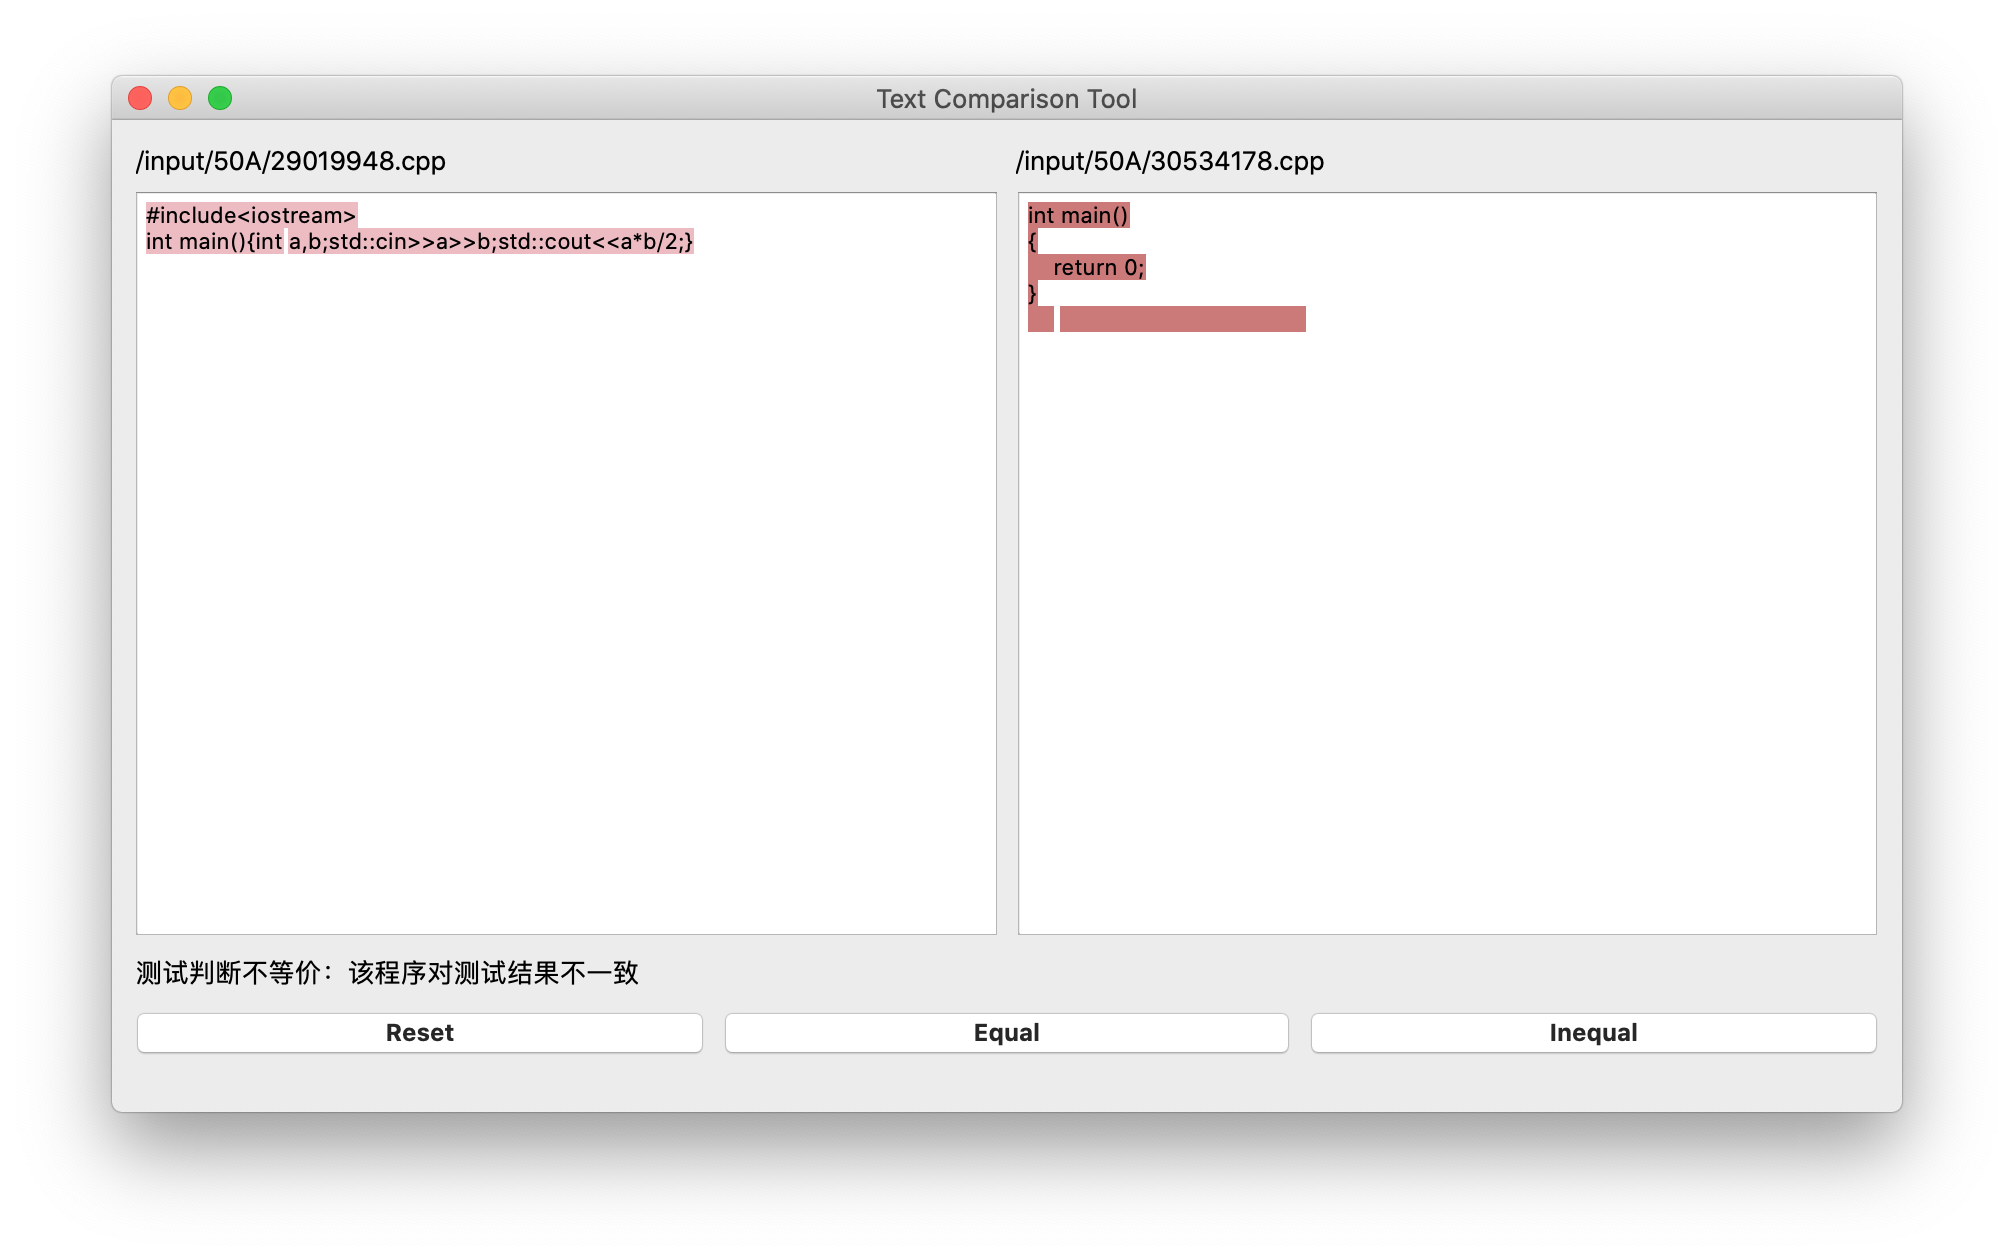 Text Comparison Tool
/input/50A/29019948.cpp
/input/50A/30534178.cpp
#include<iostream>
int main(){int a,b;std::cin>>a>>b;std::cout<<a*b/2;}
int main()
{
    return 0;
}
测试判断不等价：该程序对测试结果不一致
Reset
Equal
Inequal